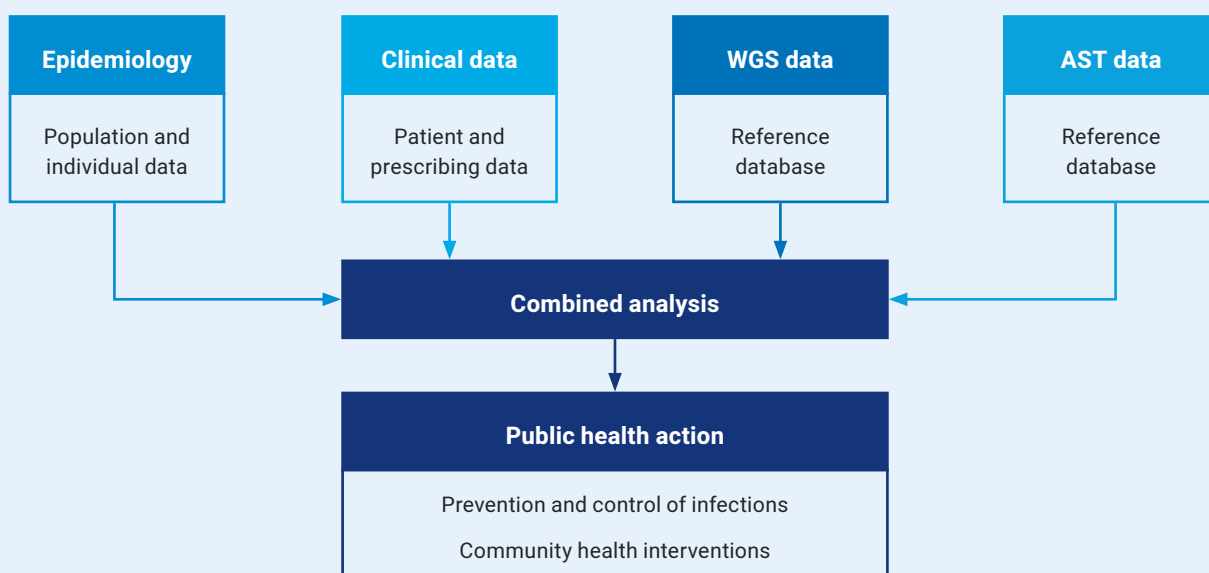 Epidemiology
Population and
individual data
Clinical data
Patient and
prescribing data
WGS data
Reference
database
AST data
Reference
database
Combined analysis
Public health action
Prevention and control of infections
Community health interventions